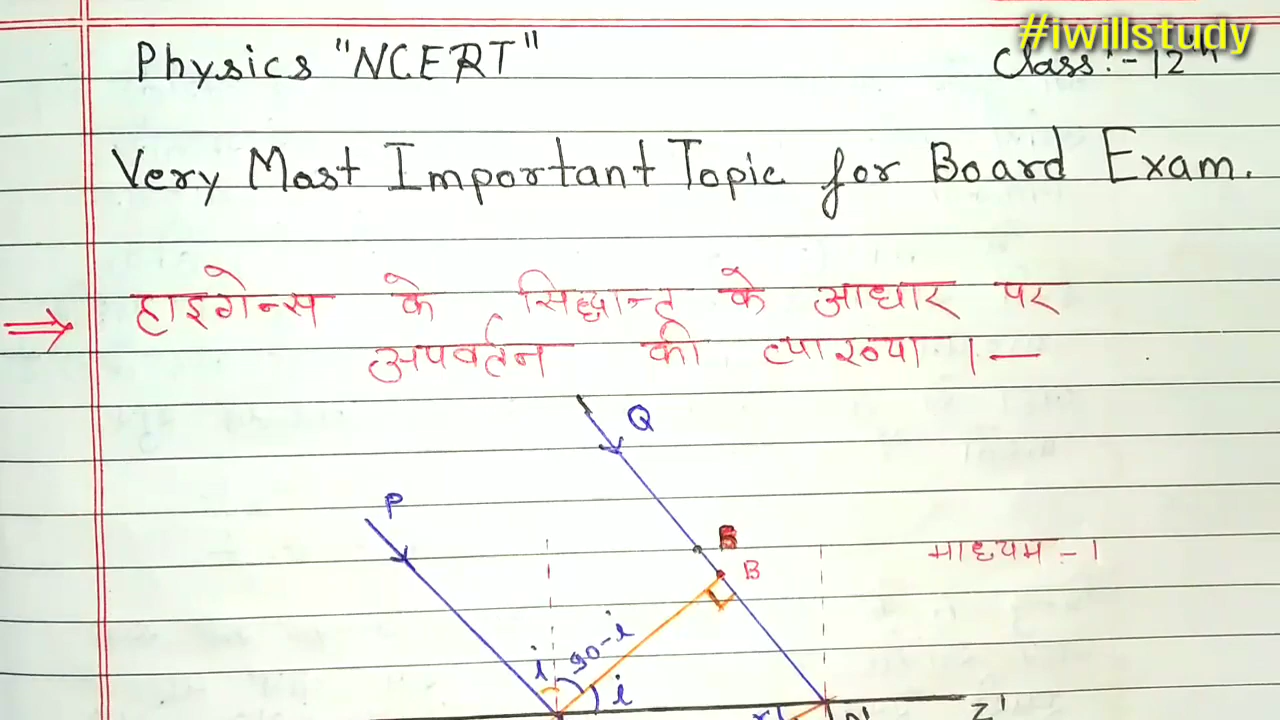 #iwillstudy
Physics "NCERT"
Class:-12th
Very Most Important Topic for Board Exam.
⇒ हाइगेन्स के सिद्धान्त के आधार पर
अपवर्तन की व्याख्या ।—
Q
P
B
माध्यम - 1
i
90-i
i
Z'